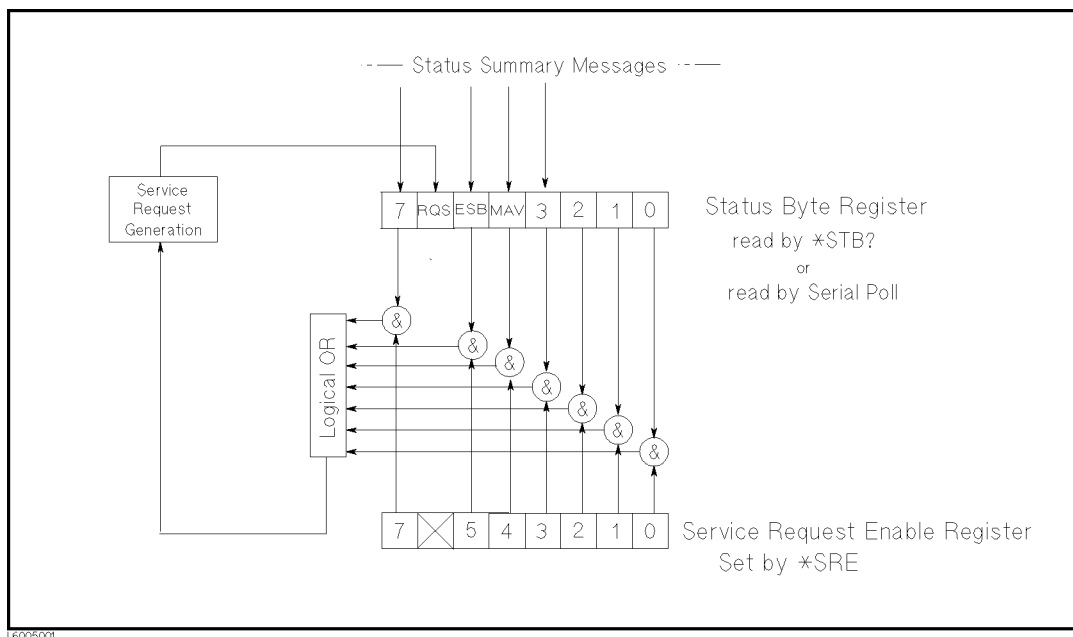 Status Summary Messages
Service
Request
Generation
7 RQS ESB MAV 3 2 1 0
Status Byte Register
read by *STB?
or
read by Serial Poll
&
&
&
&
&
&
&
Logical OR
7 5 4 3 2 1 0
Service Request Enable Register
Set by *SRE
L6005001